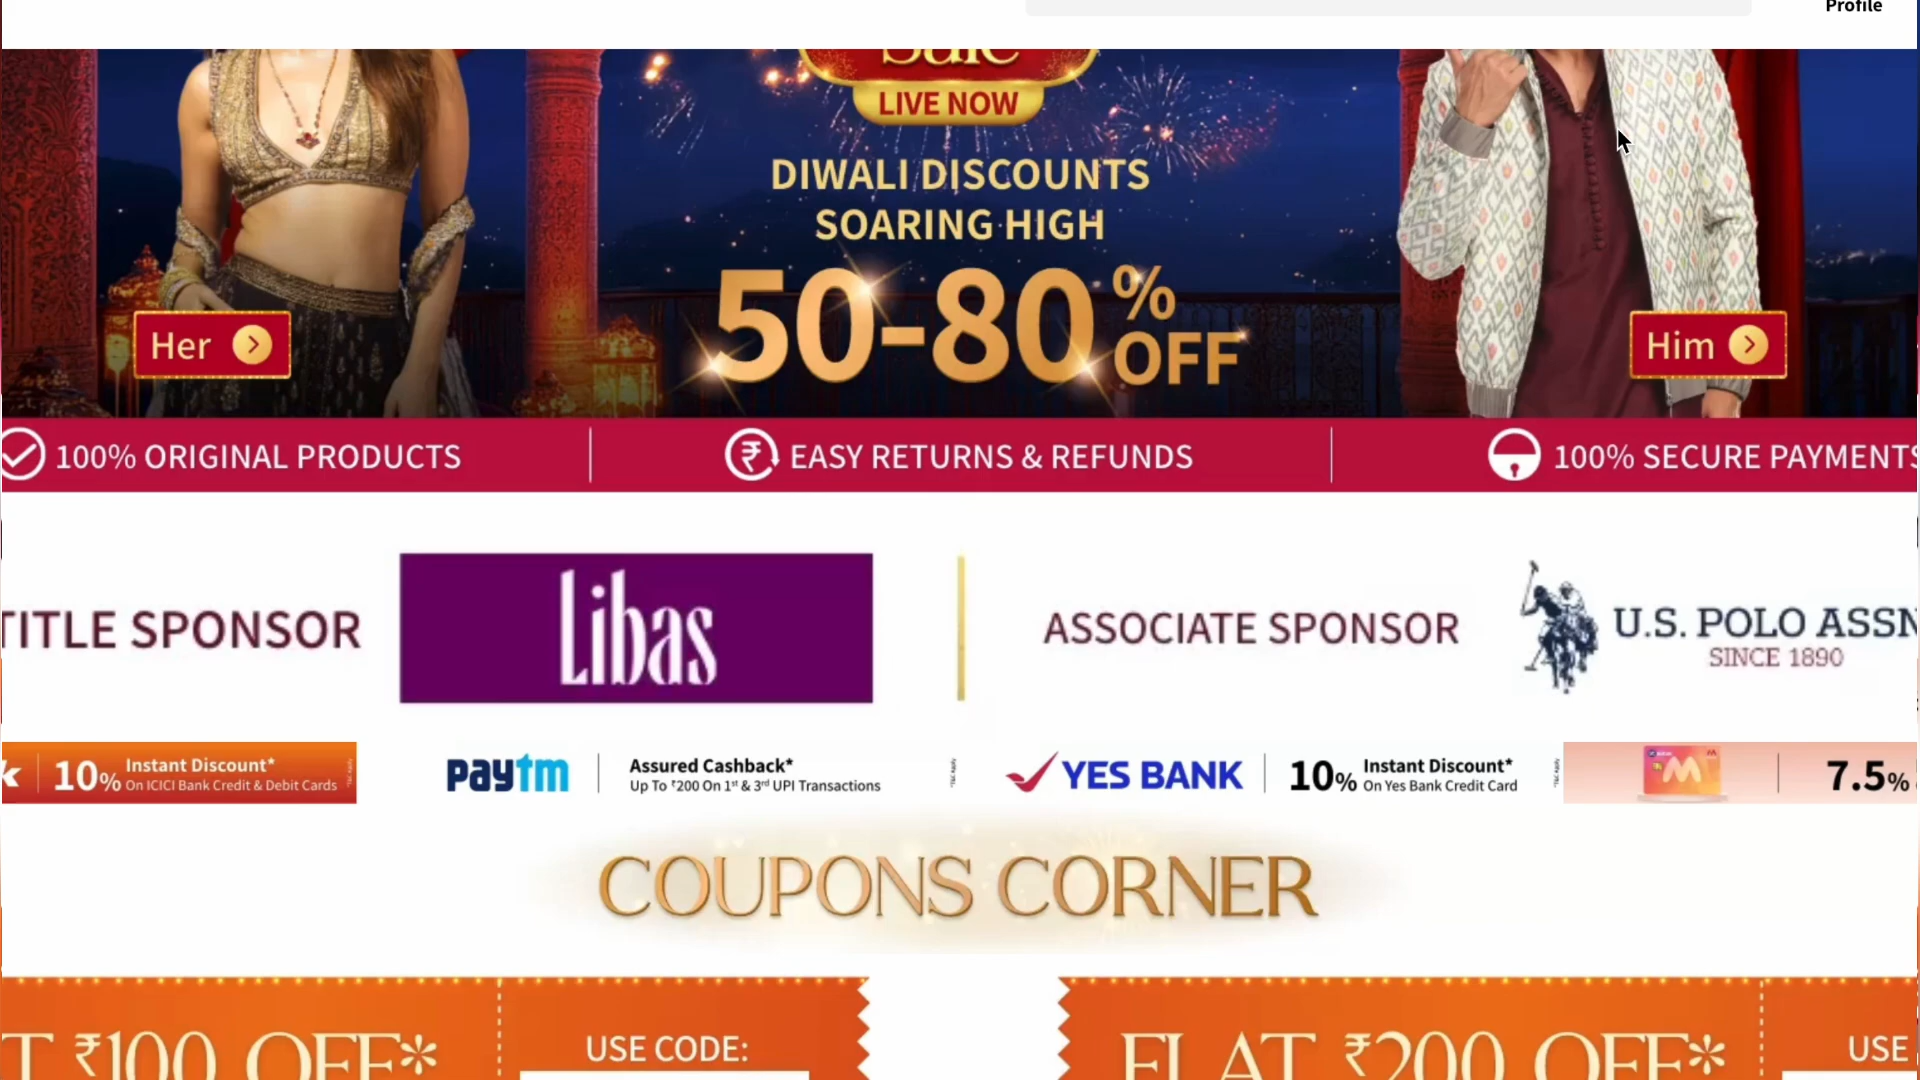 Profile
Sale
LIVE NOW
DIWALI DISCOUNTS
SOARING HIGH
50-80% OFF
Her
Him
100% ORIGINAL PRODUCTS
EASY RETURNS & REFUNDS
100% SECURE PAYMENTS
TITLE SPONSOR
Libas
ASSOCIATE SPONSOR
U.S. POLO ASSN
SINCE 1890
k
10% Instant Discount*
On ICICI Bank Credit & Debit Cards
paytm
Assured Cashback*
Up To ₹200 On 1st & 3rd UPI Transactions
YES BANK
10% Instant Discount*
On Yes Bank Credit Card
7.5%
COUPONS CORNER
T ₹100 OFF*
USE CODE:
FLAT ₹200 OFF*
USE